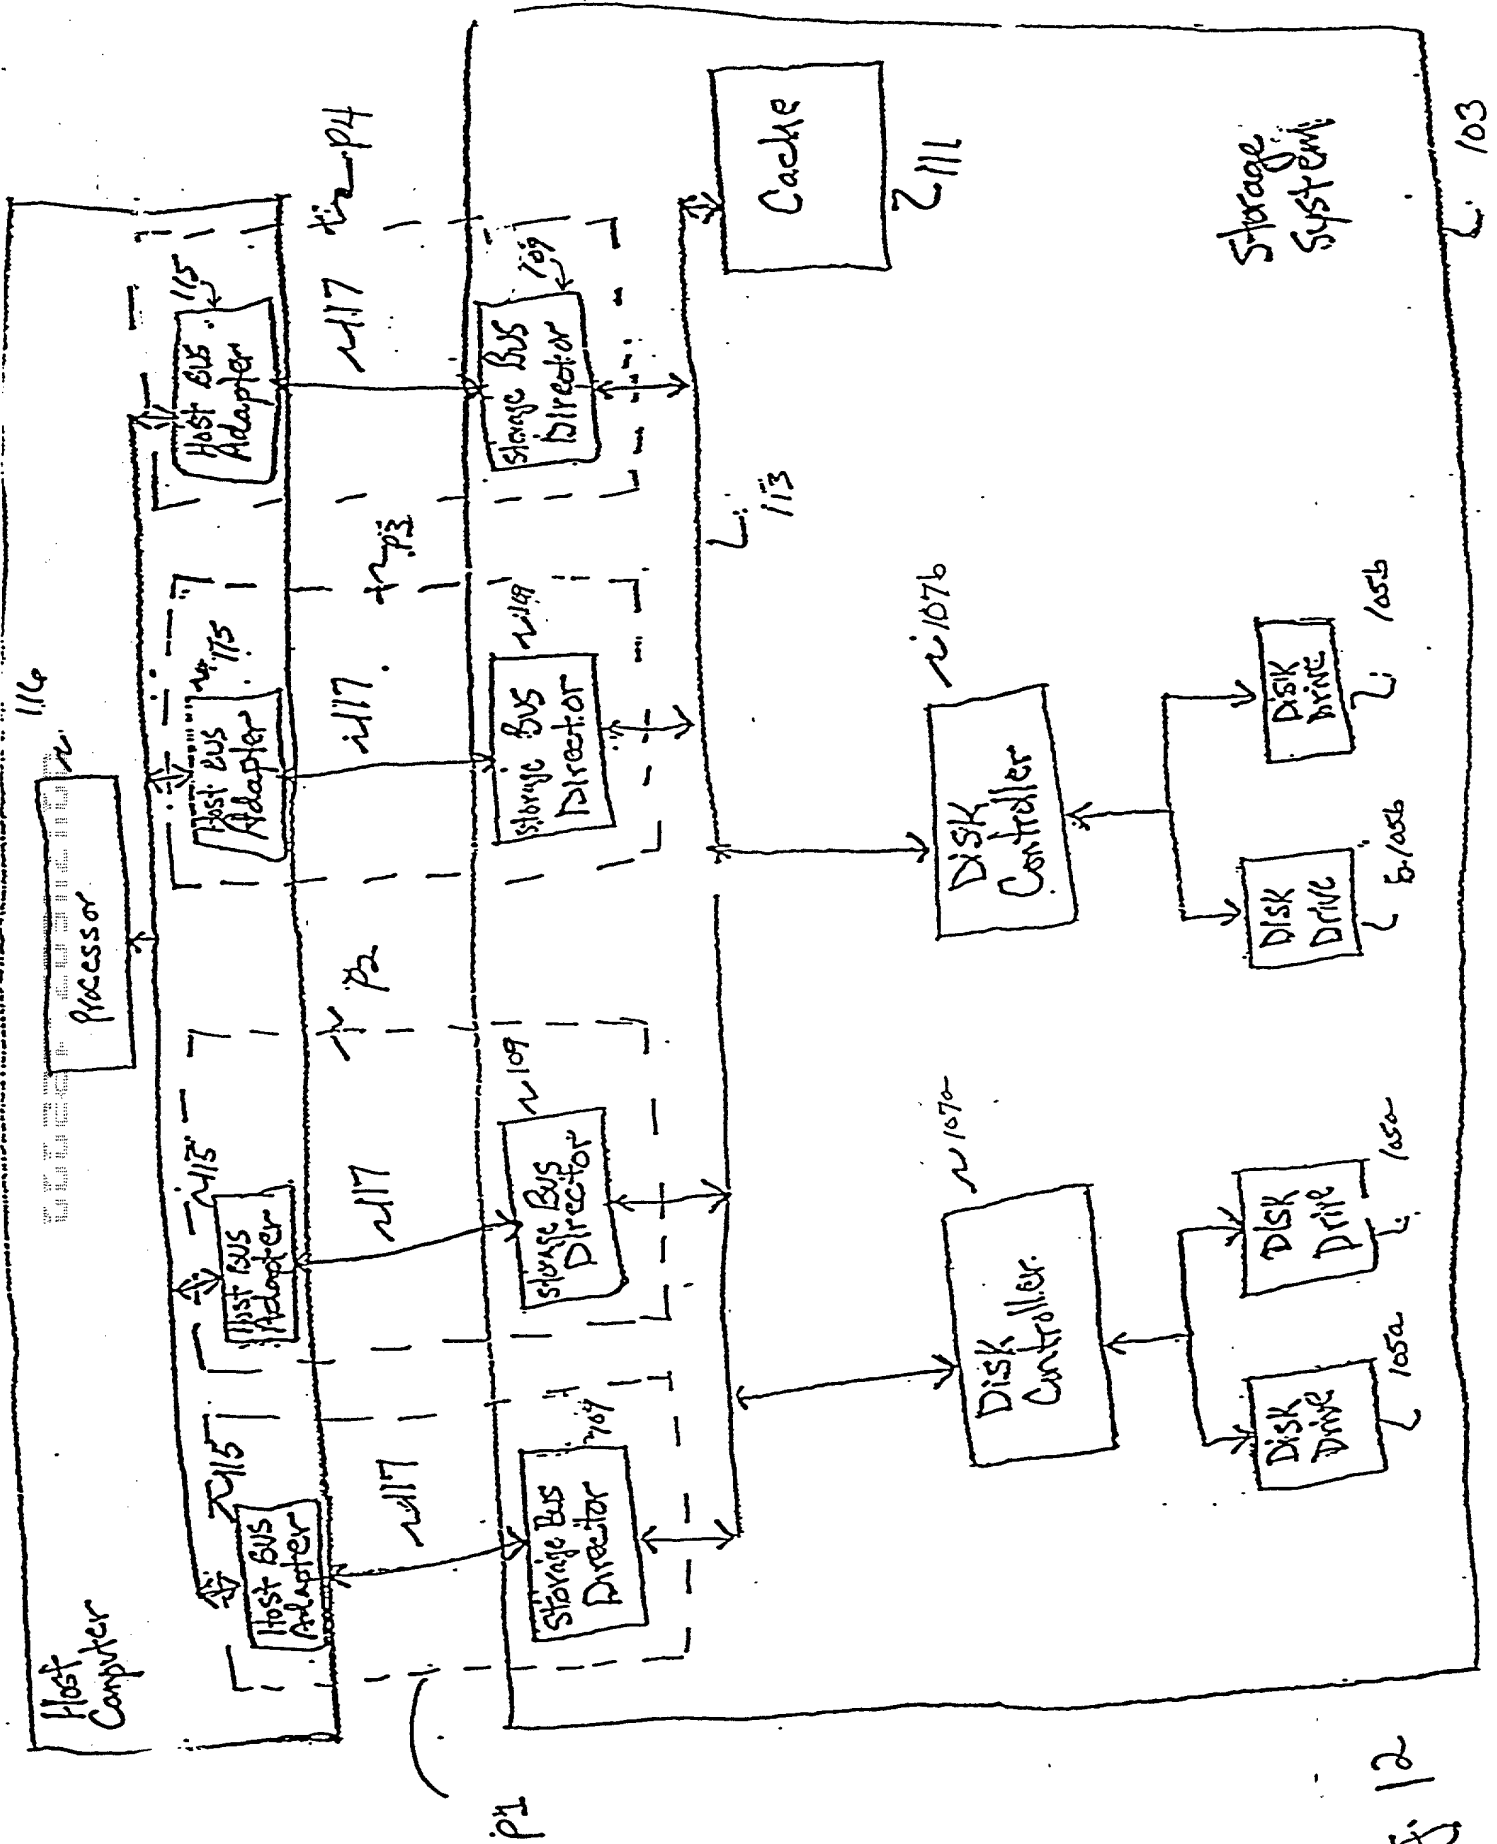 Host
Computer
Processor
116
Host Bus
Adapter
115
Host Bus
Adapter
115
Host Bus
Adapter
115
Host Bus
Adapter
115
117
117
117
117
P1
P2
P3
P4
Storage Bus
Director
109
Storage Bus
Director
109
Storage Bus
Director
109
Storage Bus
Director
109
113
Cache
111
Disk
Controller
107a
Disk
Controller
107b
Disk
Drive
105a
Disk
Drive
105a
Disk
Drive
105b
Disk
Drive
105b
Storage
System
103
12